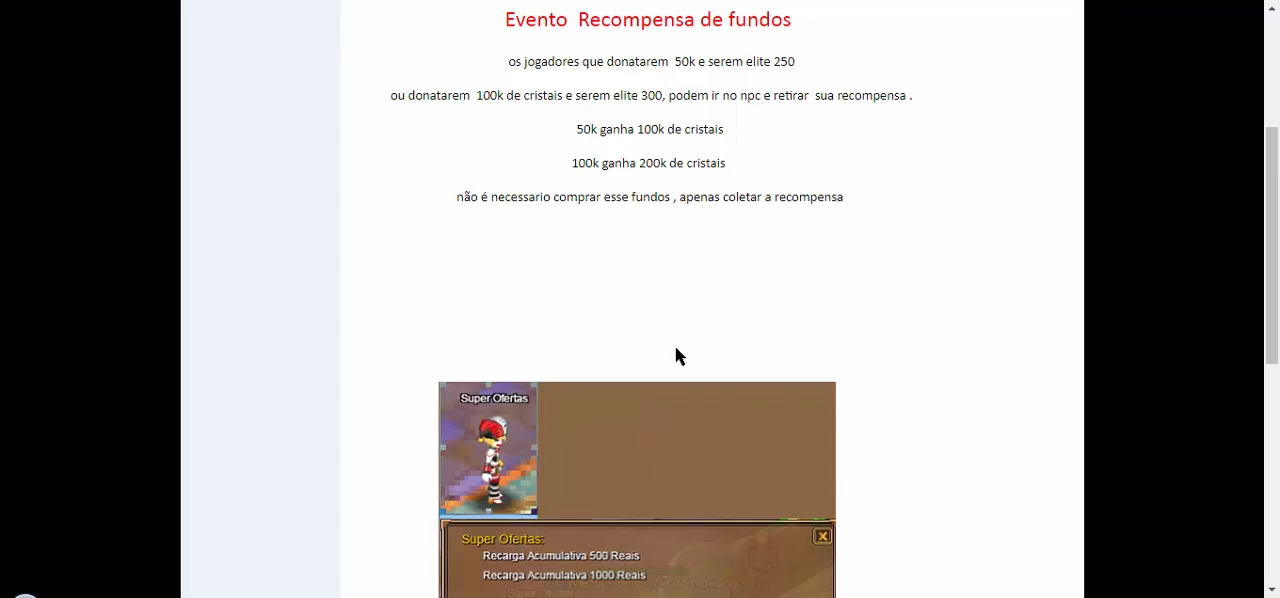 Evento Recompensa de fundos
os jogadores que donatarem 50k e serem elite 250
ou donatarem 100k de cristais e serem elite 300, podem ir no npc e retirar sua recompensa .
50k ganha 100k de cristais
100k ganha 200k de cristais
não é necessario comprar esse fundos , apenas coletar a recompensa
Super Ofertas
Super Ofertas:
Recarga Acumulativa 500 Reais
Recarga Acumulativa 1000 Reais